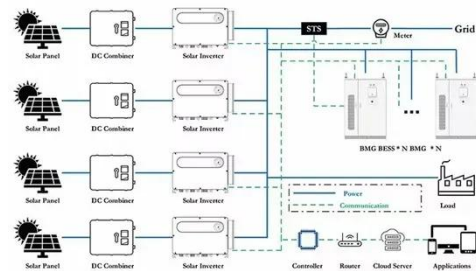 STS
Meter
Grid
Solar Panel DC Combiner Solar Inverter
Solar Panel DC Combiner Solar Inverter
BMG BESS * N BMG * N
Solar Panel DC Combiner Solar Inverter
Power
Communication
Load
Solar Panel DC Combiner Solar Inverter
Controller Router Cloud Server Applications